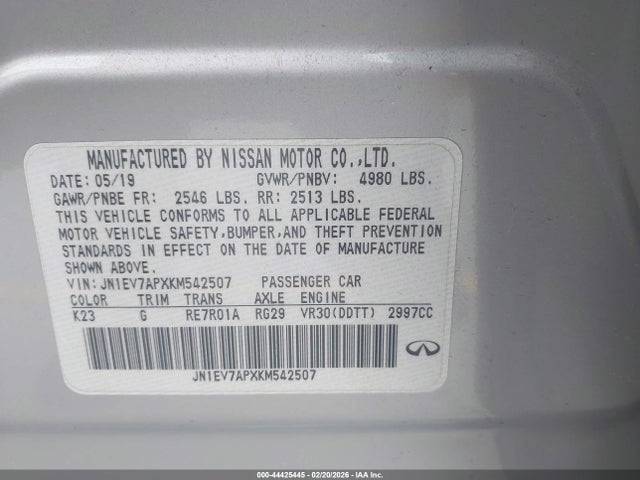 MANUFACTURED BY NISSAN MOTOR CO.,LTD.
DATE: 05/19 GVWR/PNBV: 4980 LBS.
GAWR/PNBE FR: 2546 LBS. RR: 2513 LBS.
THIS VEHICLE CONFORMS TO ALL APPLICABLE FEDERAL
MOTOR VEHICLE SAFETY,BUMPER,AND THEFT PREVENTION
STANDARDS IN EFFECT ON THE DATE OF MANUFACTURE
SHOWN ABOVE.
VIN: JN1EV7APXKM542507 PASSENGER CAR
COLOR TRIM TRANS AXLE ENGINE
K23 G RE7R01A RG29 VR30(DDTT) 2997CC
JN1EV7APXKM542507
000-44425445 - 02/20/2026 - IAA Inc.